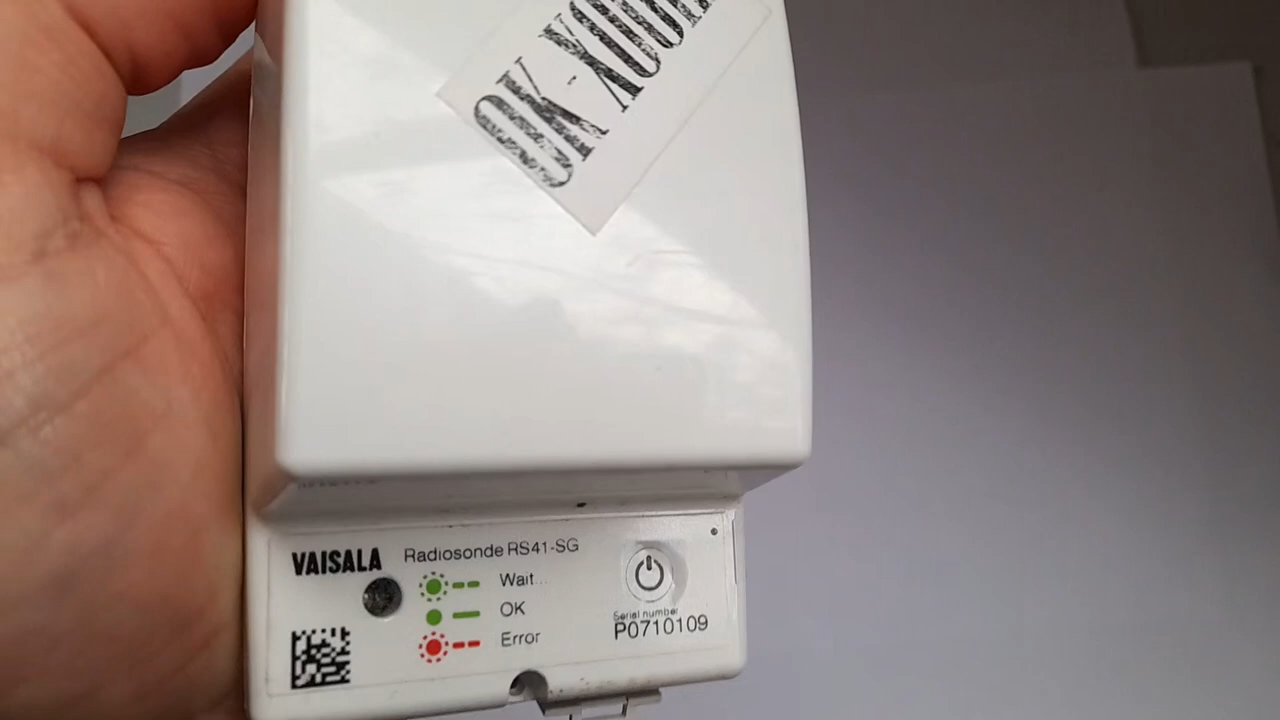 VAISALA Radiosonde RS41-SG
Wait...
OK
Error
Serial number
P0710109